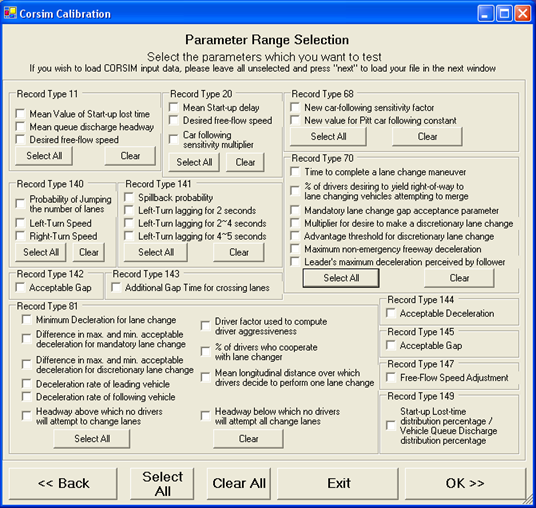 Corsim Calibration
Parameter Range Selection
Select the parameters which you want to test
If you wish to load CORSIM input data, please leave all unselected and press "next" to load your file in the next window
Record Type 11
Mean Value of Start-up lost time
Mean queue discharge headway
Desired free-flow speed
Select All
Clear
Record Type 20
Mean Start-up delay
Desired free-flow speed
Car following
sensitivity multiplier
Select All
Clear
Record Type 68
New car-following sensitivity factor
New value for Pitt car following constant
Select All
Clear
Record Type 70
Time to complete a lane change maneuver
% of drivers desiring to yield right-of-way to
lane changing vehicles attempting to merge
Mandatory lane change gap acceptance parameter
Multiplier for desire to make a discretionary lane change
Advantage threshold for discretionary lane change
Maximum non-emergency freeway deceleration
Leader's maximum deceleration perceived by follower
Select All
Clear
Record Type 140
Probability of Jumping
the number of lanes
Left-Turn Speed
Right-Turn Speed
Select All
Clear
Record Type 141
Spillback probability
Left-Turn lagging for 2 seconds
Left-Turn lagging for 2~4 seconds
Left-Turn lagging for 4~5 seconds
Select All
Clear
Record Type 142
Acceptable Gap
Record Type 143
Additional Gap Time for crossing lanes
Record Type 81
Minimum Decleration for lane change
Difference in max. and min. acceptable
deceleration for mandatory lane change
Difference in max. and min. acceptable
deceleration for discretionary lane change
Deceleration rate of leading vehicle
Deceleration rate of following vehicle
Headway above which no drivers
will attempt to change lanes
Select All
Driver factor used to compute
driver aggressiveness
% of drivers who cooperate
with lane changer
Mean longitudinal distance over which
drivers decide to perform one lane change
Headway below which no drivers
will attempt all change lanes
Clear
Record Type 144
Acceptable Deceleration
Record Type 145
Acceptable Gap
Record Type 147
Free-Flow Speed Adjustment
Record Type 149
Start-up Lost-time
distribution percentage /
Vehicle Queue Discharge
distribution percentage
<< Back
Select
All
Clear All
Exit
OK >>